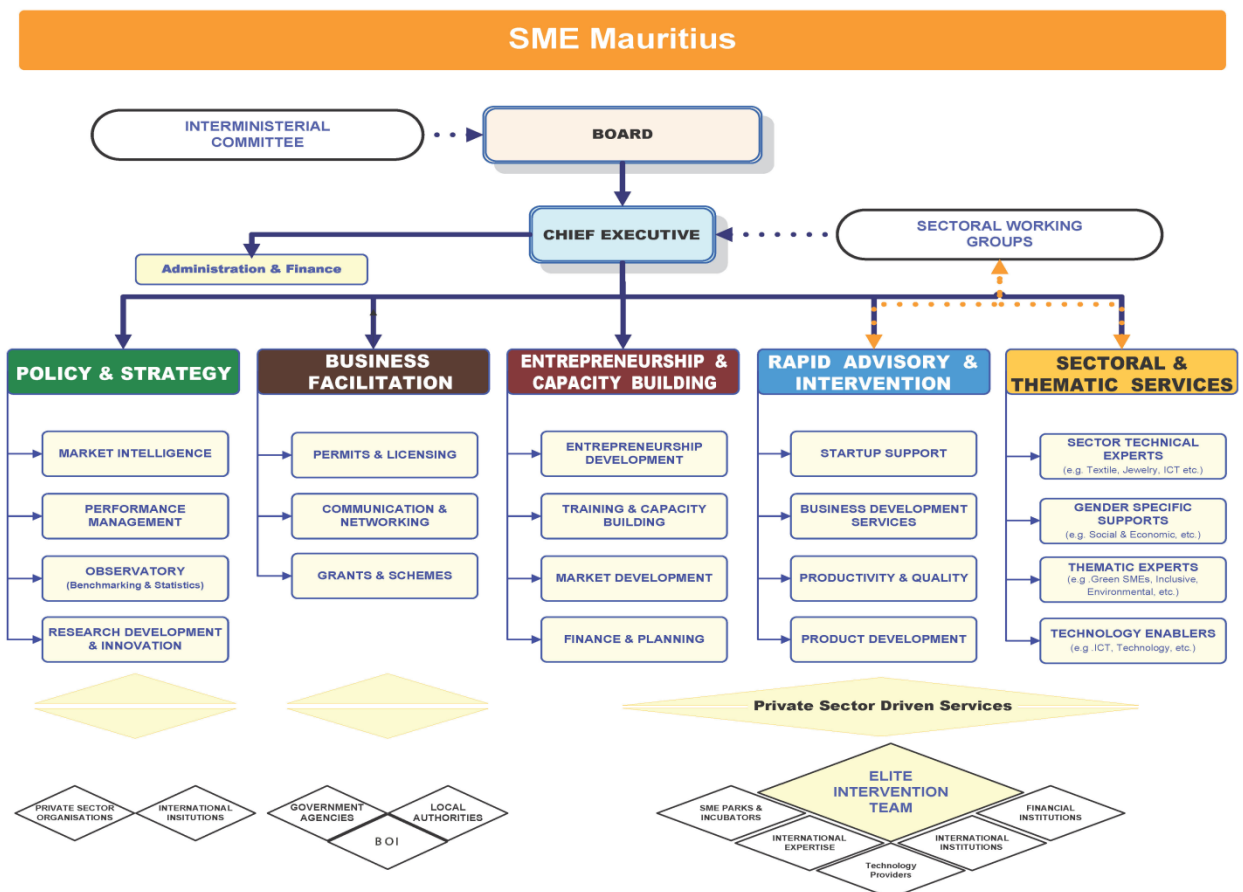 SME Mauritius
INTERMINISTERIAL
COMMITTEE
BOARD
CHIEF EXECUTIVE
SECTORAL WORKING
GROUPS
Administration & Finance
POLICY & STRATEGY
BUSINESS
FACILITATION
ENTREPRENEURSHIP &
CAPACITY BUILDING
RAPID ADVISORY &
INTERVENTION
SECTORAL &
THEMATIC SERVICES
MARKET INTELLIGENCE
PERFORMANCE
MANAGEMENT
OBSERVATORY
(Benchmarking & Statistics)
RESEARCH DEVELOPMENT
& INNOVATION
PERMITS & LICENSING
COMMUNICATION &
NETWORKING
GRANTS & SCHEMES
ENTREPRENEURSHIP
DEVELOPMENT
TRAINING & CAPACITY
BUILDING
MARKET DEVELOPMENT
FINANCE & PLANNING
STARTUP SUPPORT
BUSINESS DEVELOPMENT
SERVICES
PRODUCTIVITY & QUALITY
PRODUCT DEVELOPMENT
SECTOR TECHNICAL
EXPERTS
(e.g. Textile, Jewelry, ICT etc.)
GENDER SPECIFIC
SUPPORTS
(e.g. Social & Economic, etc.)
THEMATIC EXPERTS
(e.g .Green SMEs, Inclusive,
Environmental, etc.)
TECHNOLOGY ENABLERS
(e.g .ICT, Technology, etc.)
Private Sector Driven Services
PRIVATE SECTOR
ORGANISATIONS
INTERNATIONAL
INSITUTIONS
GOVERNMENT
AGENCIES
LOCAL
AUTHORITIES
BOI
ELITE
INTERVENTION
TEAM
SME PARKS &
INCUBATORS
FINANCIAL
INSTITUTIONS
INTERNATIONAL
EXPERTISE
INTERNATIONAL
INSTITUTIONS
Technology
Providers